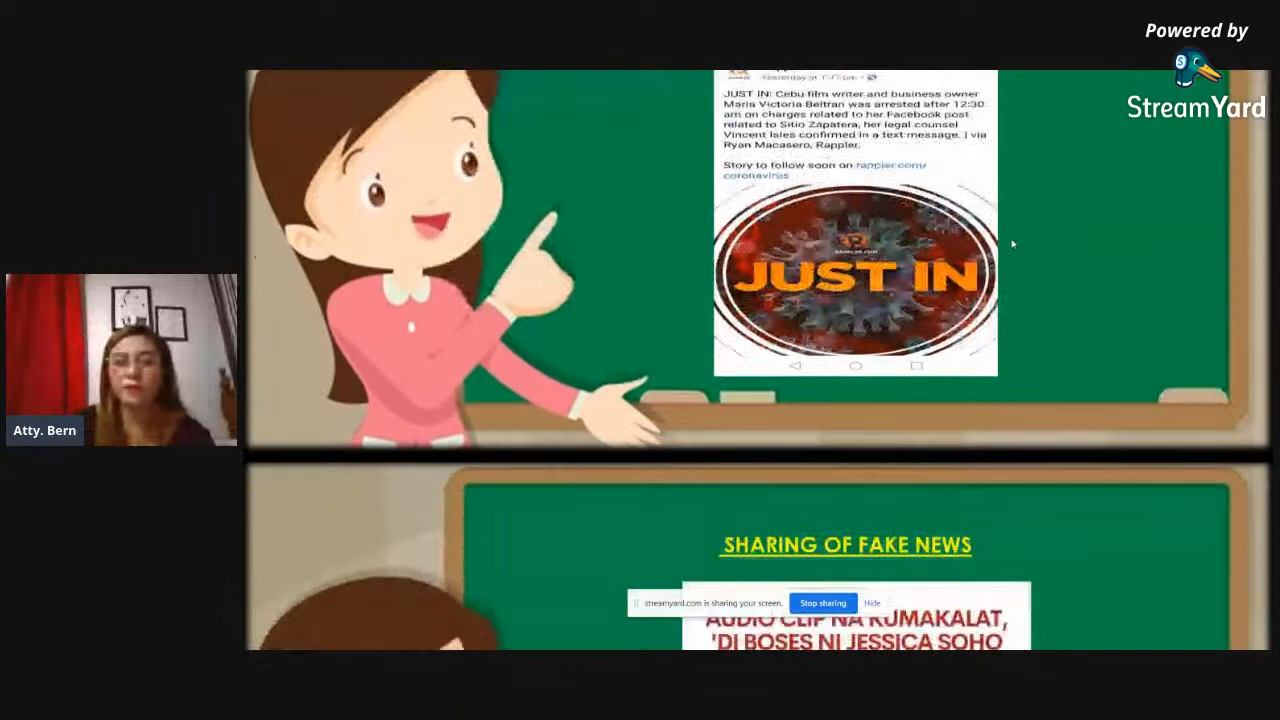 Powered by
StreamYard
JUST IN: Cebu film writer and business owner
Maria Victoria Beltran was arrested after 12:30
am on charges related to her Facebook post
related to Sitio Zapatera, her legal counsel
Vincent Isles confirmed in a text message. | via
Ryan Macasero, Rappler.
Story to follow soon on rappler.com/
coronavirus
RAPPLER.COM
JUST IN
Atty. Bern
SHARING OF FAKE NEWS
streamyard.com is sharing your screen.
Stop sharing
Hide
AUDIO CLIP NA KUMAKALAT,
'DI BOSES NI JESSICA SOHO